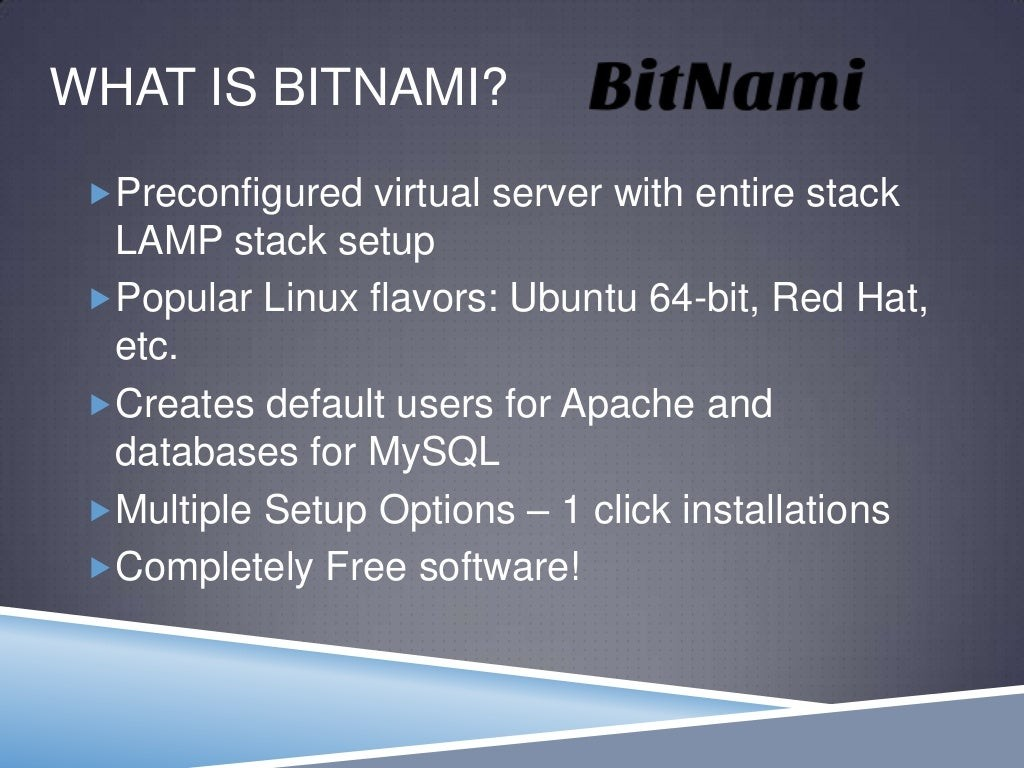 WHAT IS BITNAMI?
BitNami
Preconfigured virtual server with entire stack
LAMP stack setup
Popular Linux flavors: Ubuntu 64-bit, Red Hat,
etc.
Creates default users for Apache and
databases for MySQL
Multiple Setup Options – 1 click installations
Completely Free software!